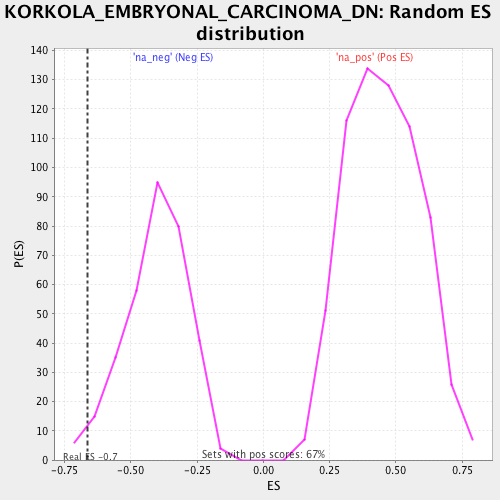 KORKOLA_EMBRYONAL_CARCINOMA_DN: Random ES
distribution
'na_neg' (Neg ES)
'na_pos' (Pos ES)
140
130
120
110
100
90
80
70
60
50
40
30
20
10
0
P(ES)
Real ES -0.7
Sets with pos scores: 67%
-0.75
-0.50
-0.25
0.00
0.25
0.50
0.75
ES